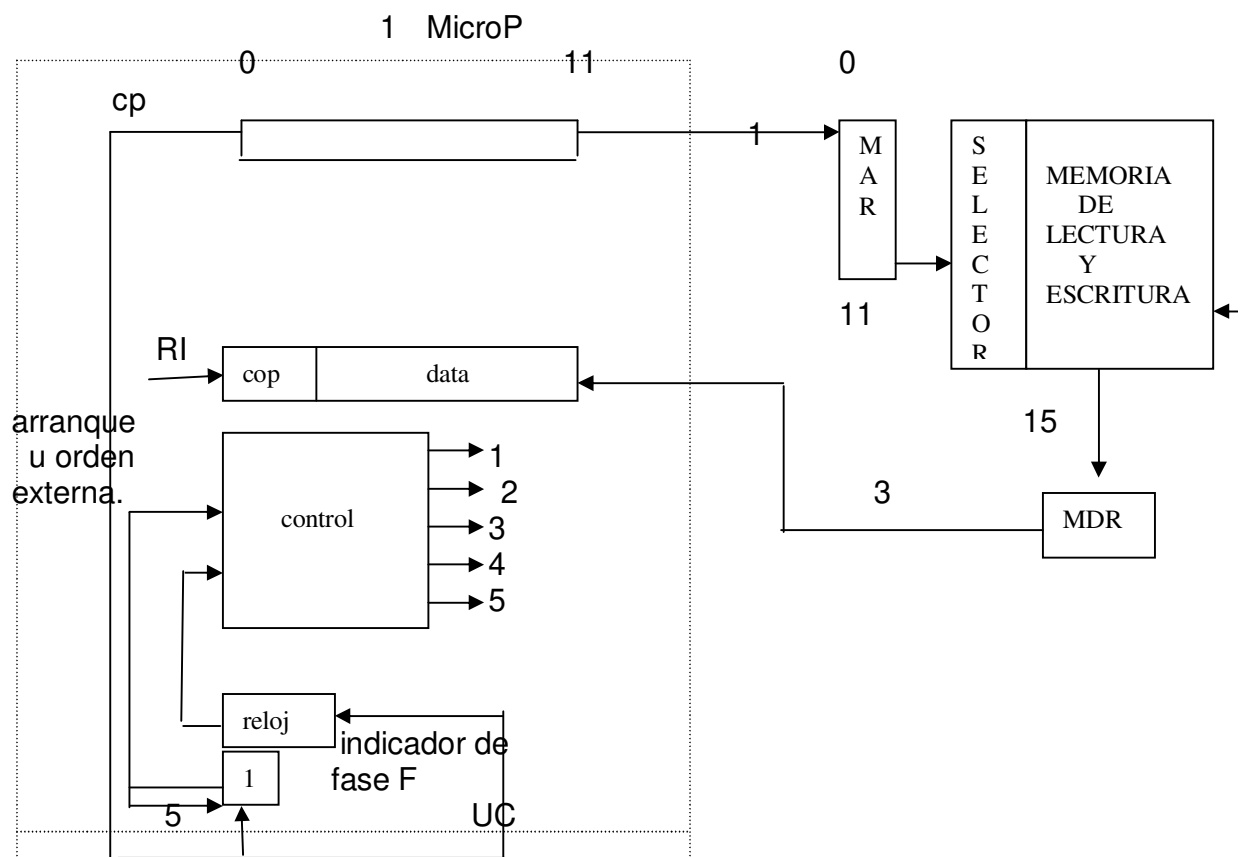 1 MicroP
0 11 0
cp
1
M
A
R
S
E
L
E
C
T
O
R
MEMORIA
DE
LECTURA
Y
ESCRITURA
11
RI
cop data
arranque
u orden
externa.
15
3
MDR
control
1
2
3
4
5
reloj
indicador de
fase F
1
5 UC